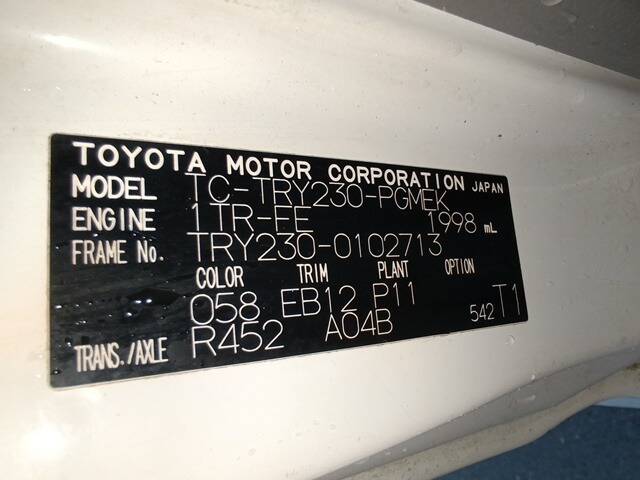 TOYOTA MOTOR CORPORATION JAPAN
MODEL TC-TRY230-PGMEK
ENGINE 1TR-FE 1998 mL
FRAME No. TRY230-0102713
COLOR TRIM PLANT OPTION
058 EB12 P11 542 T1
TRANS./AXLE R452 A04B